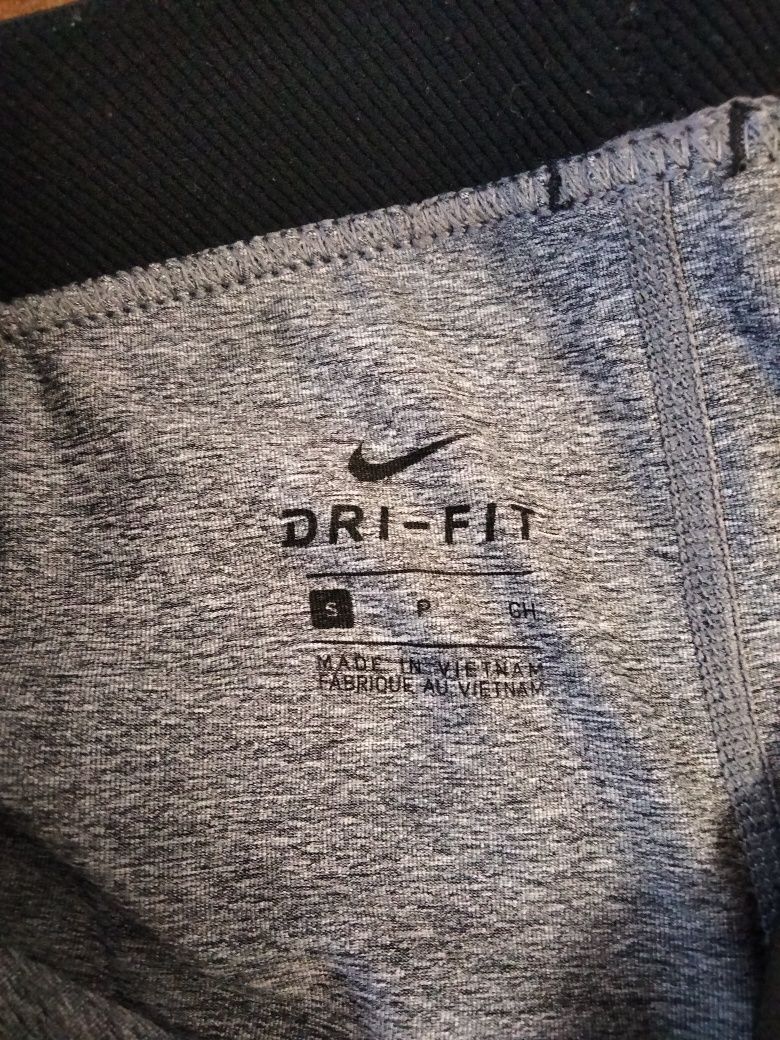 DRI-FIT
S P CH
MADE IN VIETNAM
FABRIQUE AU VIETNAM